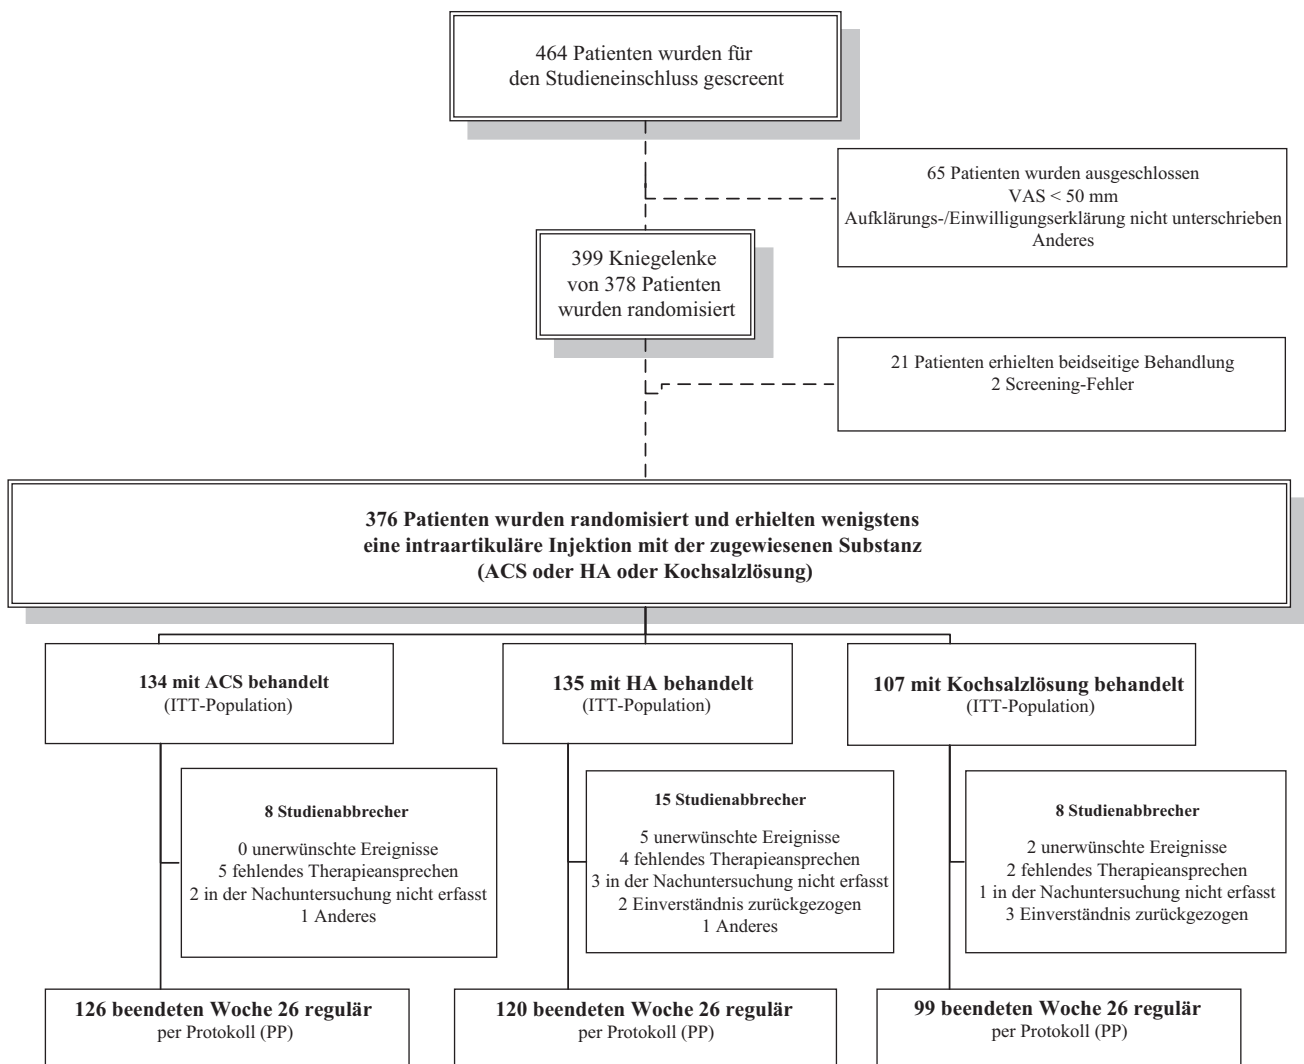 464 Patienten wurden für
den Studieneinschluss gescreent
65 Patienten wurden ausgeschlossen
VAS < 50 mm
Aufklärungs-/Einwilligungserklärung nicht unterschrieben
Anderes
399 Kniegelenke
von 378 Patienten
wurden randomisiert
21 Patienten erhielten beidseitige Behandlung
2 Screening-Fehler
376 Patienten wurden randomisiert und erhielten wenigstens
eine intraartikuläre Injektion mit der zugewiesenen Substanz
(ACS oder HA oder Kochsalzlösung)
134 mit ACS behandelt
(ITT-Population)
135 mit HA behandelt
(ITT-Population)
107 mit Kochsalzlösung behandelt
(ITT-Population)
8 Studienabbrecher
0 unerwünschte Ereignisse
5 fehlendes Therapieansprechen
2 in der Nachuntersuchung nicht erfasst
1 Anderes
15 Studienabbrecher
5 unerwünschte Ereignisse
4 fehlendes Therapieansprechen
3 in der Nachuntersuchung nicht erfasst
2 Einverständnis zurückgezogen
1 Anderes
8 Studienabbrecher
2 unerwünschte Ereignisse
2 fehlendes Therapieansprechen
1 in der Nachuntersuchung nicht erfasst
3 Einverständnis zurückgezogen
126 beendeten Woche 26 regulär
per Protokoll (PP)
120 beendeten Woche 26 regulär
per Protokoll (PP)
99 beendeten Woche 26 regulär
per Protokoll (PP)